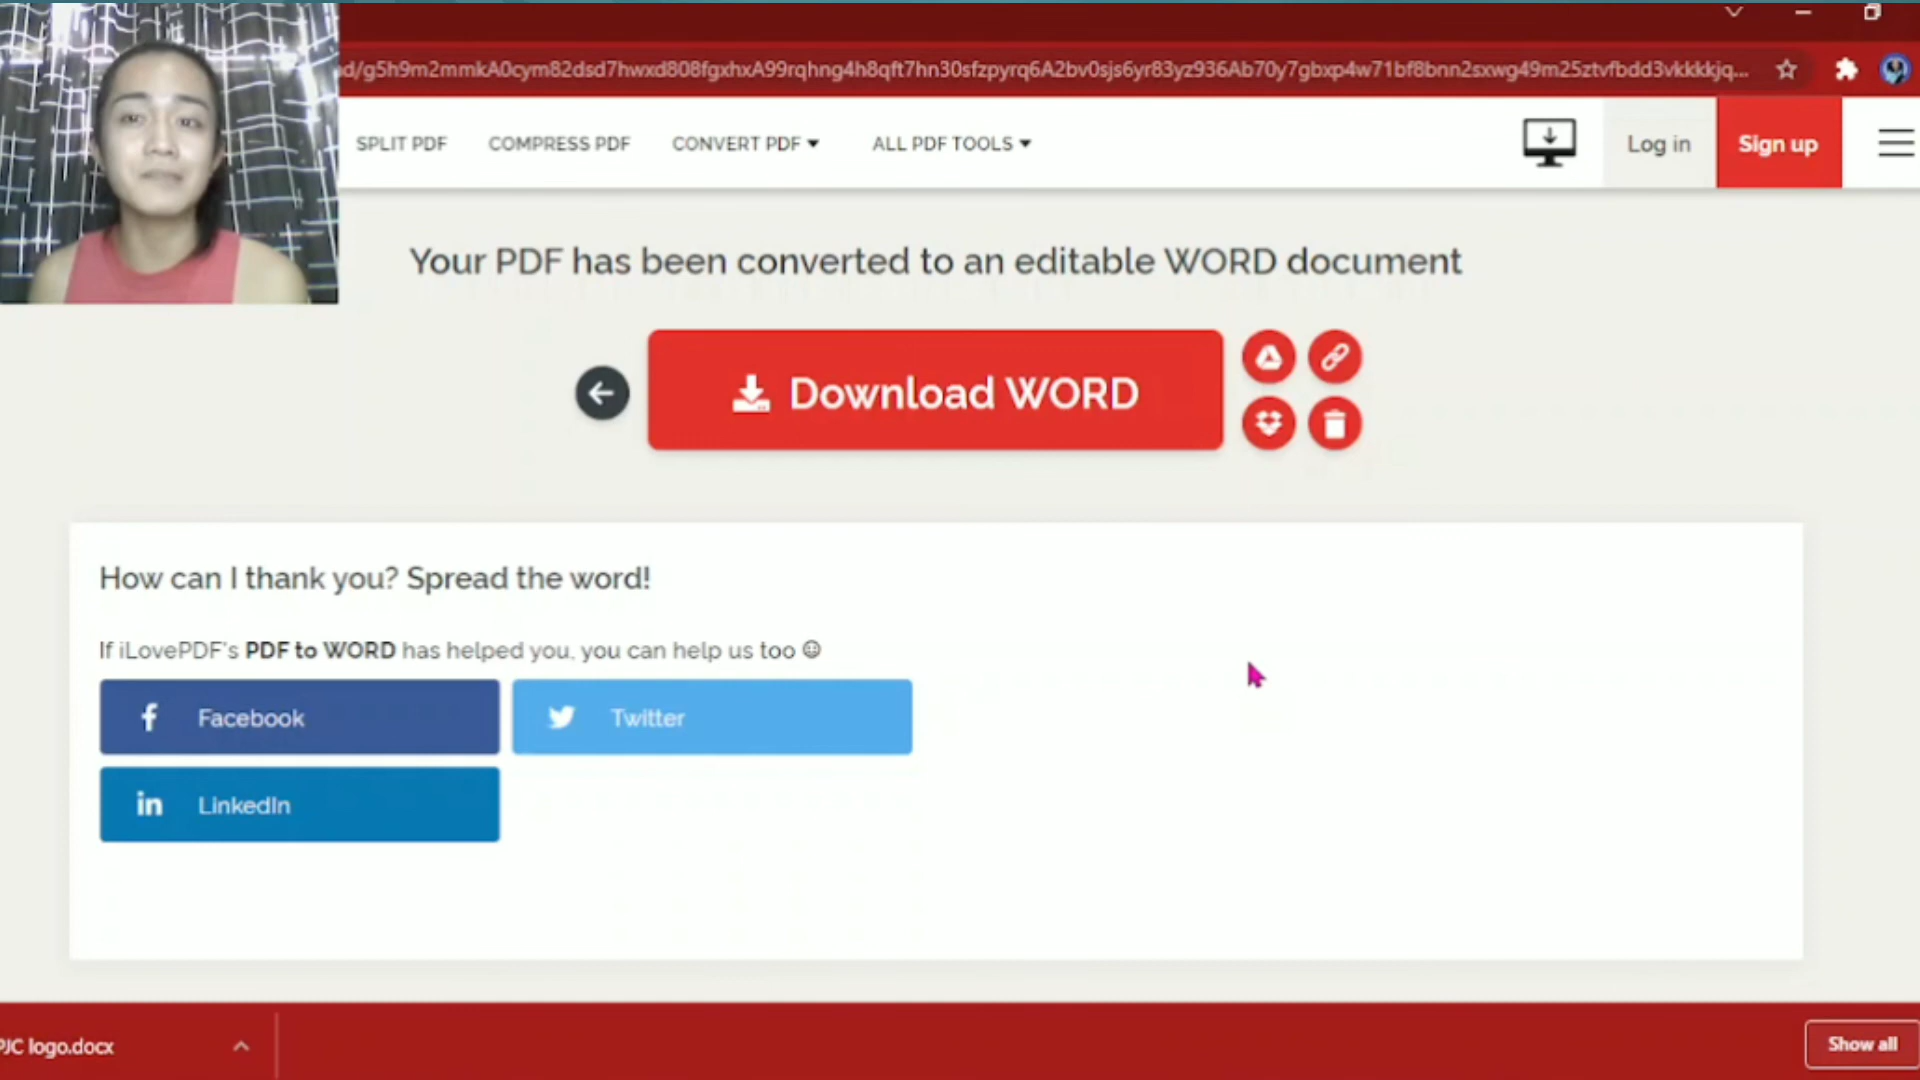 SPLIT PDF
COMPRESS PDF
CONVERT PDF
ALL PDF TOOLS
Log in
Sign up
Your PDF has been converted to an editable WORD document
Download WORD
How can I thank you? Spread the word!
If iLovePDF's PDF to WORD has helped you, you can help us too
Facebook
Twitter
in LinkedIn
PJC logo.docx
Show all